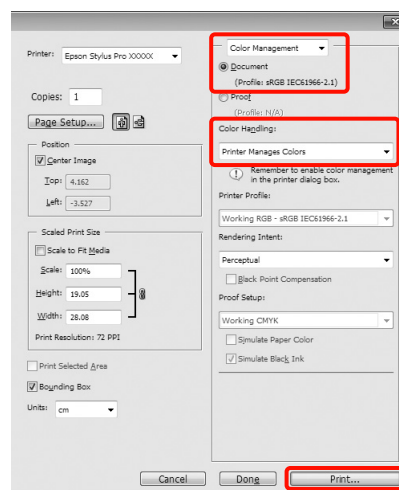 Printer:
Epson Stylus Pro XXXXX
Copies:
1
Page Setup...
Position
Center Image
Top:
4.162
Left:
-3.527
Scaled Print Size
Scale to Fit Media
Scale:
100%
Height:
19.05
Width:
28.08
Print Resolution: 72 PPI
Print Selected Area
Bounding Box
Units:
cm
Color Management
Document
(Profile: sRGB IEC61966-2.1)
Proof
(Profile: N/A)
Color Handling:
Printer Manages Colors
Remember to enable color management
in the printer dialog box.
Printer Profile:
Working RGB - sRGB IEC61966-2.1
Rendering Intent:
Perceptual
Black Point Compensation
Proof Setup:
Working CMYK
Simulate Paper Color
Simulate Black Ink
Cancel
Done
Print...